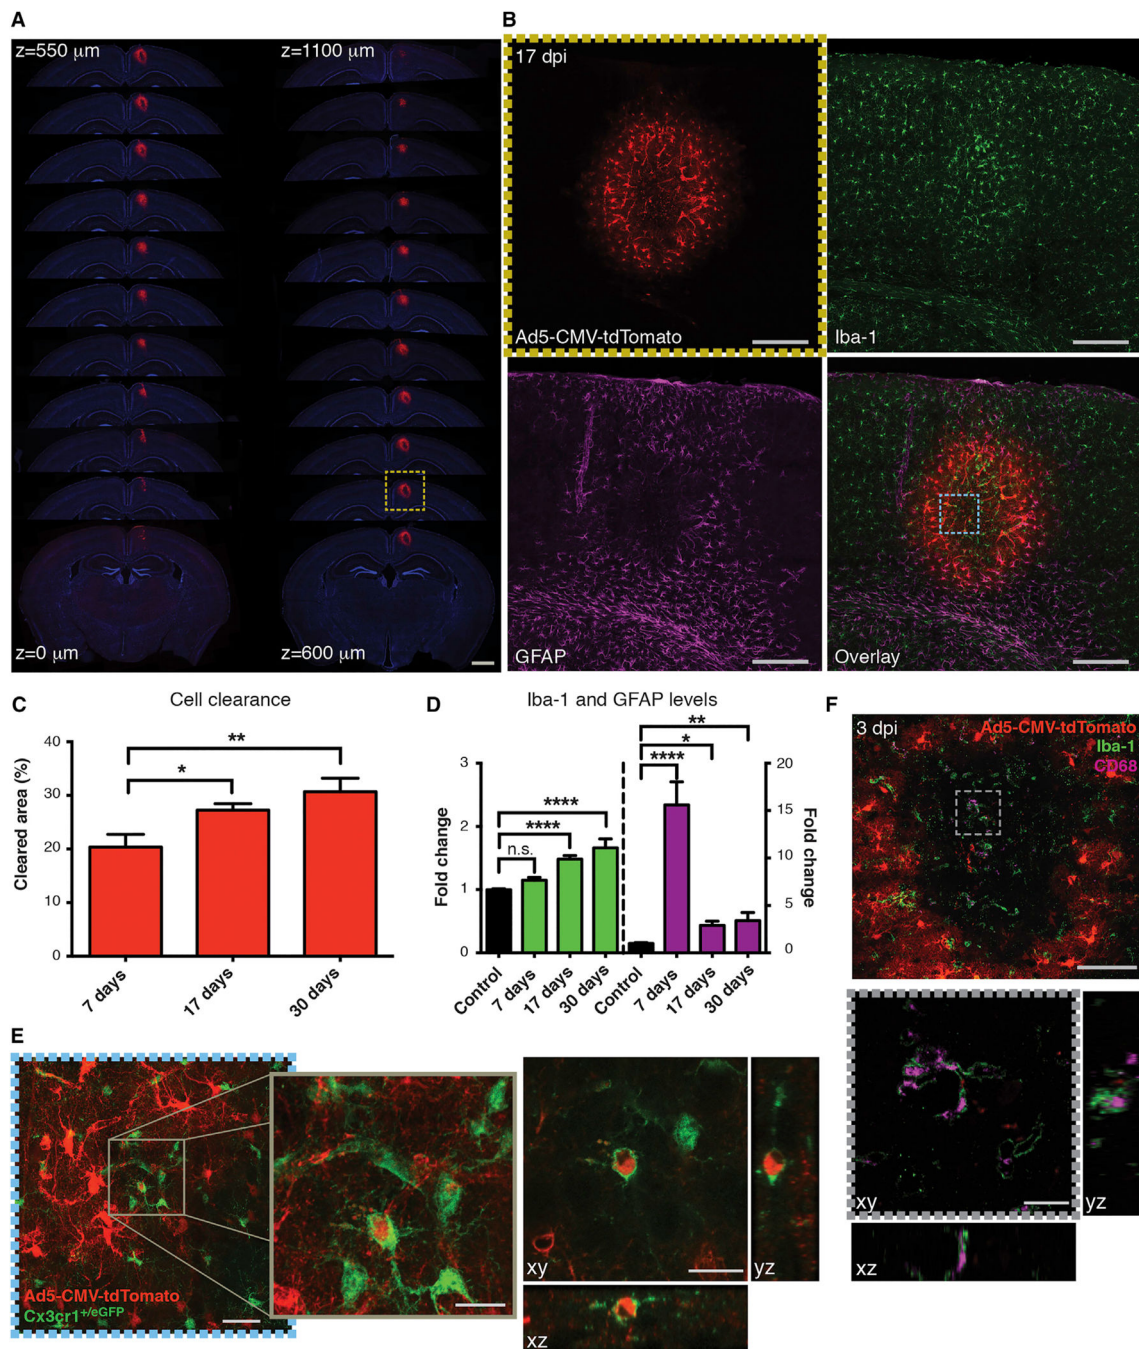 A
z=550 μm
z=1100 μm
z=0 μm
z=600 μm
B
17 dpi
Ad5-CMV-tdTomato
Iba-1
GFAP
Overlay
C
Cell clearance
Cleared area (%)
40
30
20
10
0
**
*
7 days
17 days
30 days
D
Iba-1 and GFAP levels
Fold change
3
2
1
0
n.s.
****
****
****
*
**
20
15
10
5
0
Fold change
Control
7 days
17 days
30 days
Control
7 days
17 days
30 days
E
Ad5-CMV-tdTomato
Cx3cr1+/eGFP
xy
yz
xz
F
3 dpi
Ad5-CMV-tdTomato
Iba-1
CD68
xy
yz
xz